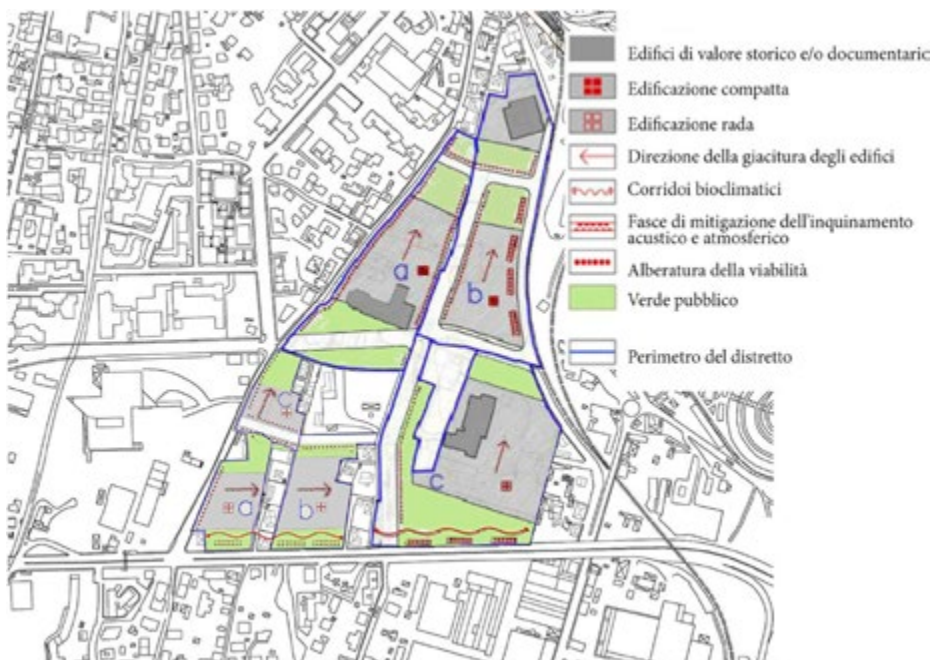 Edifici di valore storico e/o documentaric
Edificazione compatta
Edificazione rada
Direzione della giacitura degli edifici
Corridoi bioclimatici
Fasce di mitigazione dell'inquinamento
acustico e atmosferico
Alberatura della viabilità
Verde pubblico
Perimetro del distretto
a
b
c
c
a
b